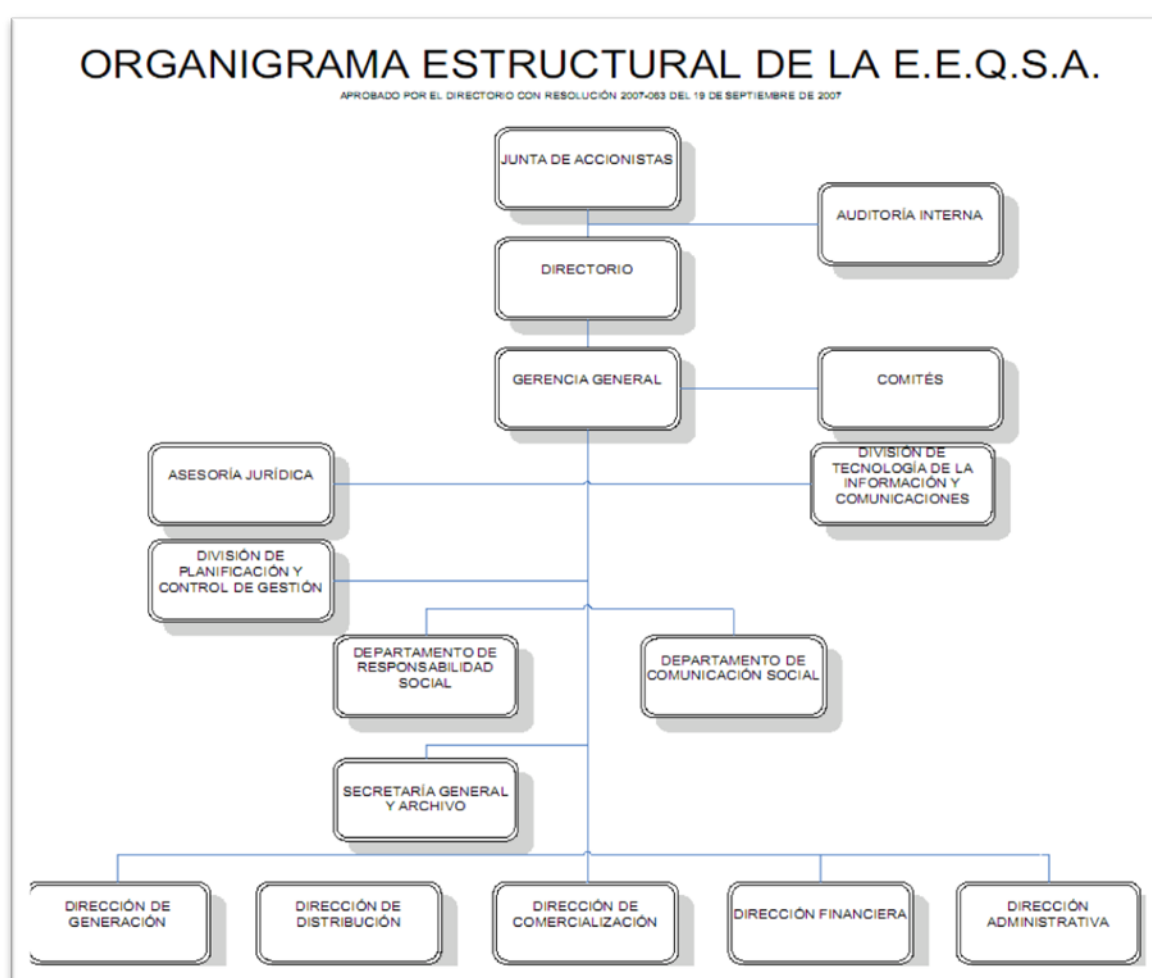 ORGANIGRAMA ESTRUCTURAL DE LA E.E.Q.S.A.
APROBADO POR EL DIRECTORIO CON RESOLUCIÓN 2007-063 DEL 19 DE SEPTIEMBRE DE 2007
JUNTA DE ACCIONISTAS
AUDITORÍA INTERNA
DIRECTORIO
GERENCIA GENERAL
COMITÉS
ASESORÍA JURÍDICA
DIVISIÓN DE
TECNOLOGÍA DE LA
INFORMACIÓN Y
COMUNICACIONES
DIVISIÓN DE
PLANIFICACIÓN Y
CONTROL DE GESTIÓN
DEPARTAMENTO DE
RESPONSABILIDAD
SOCIAL
DEPARTAMENTO DE
COMUNICACIÓN SOCIAL
SECRETARÍA GENERAL
Y ARCHIVO
DIRECCIÓN DE
GENERACIÓN
DIRECCIÓN DE
DISTRIBUCIÓN
DIRECCIÓN DE
COMERCIALIZACIÓN
DIRECCIÓN FINANCIERA
DIRECCIÓN
ADMINISTRATIVA